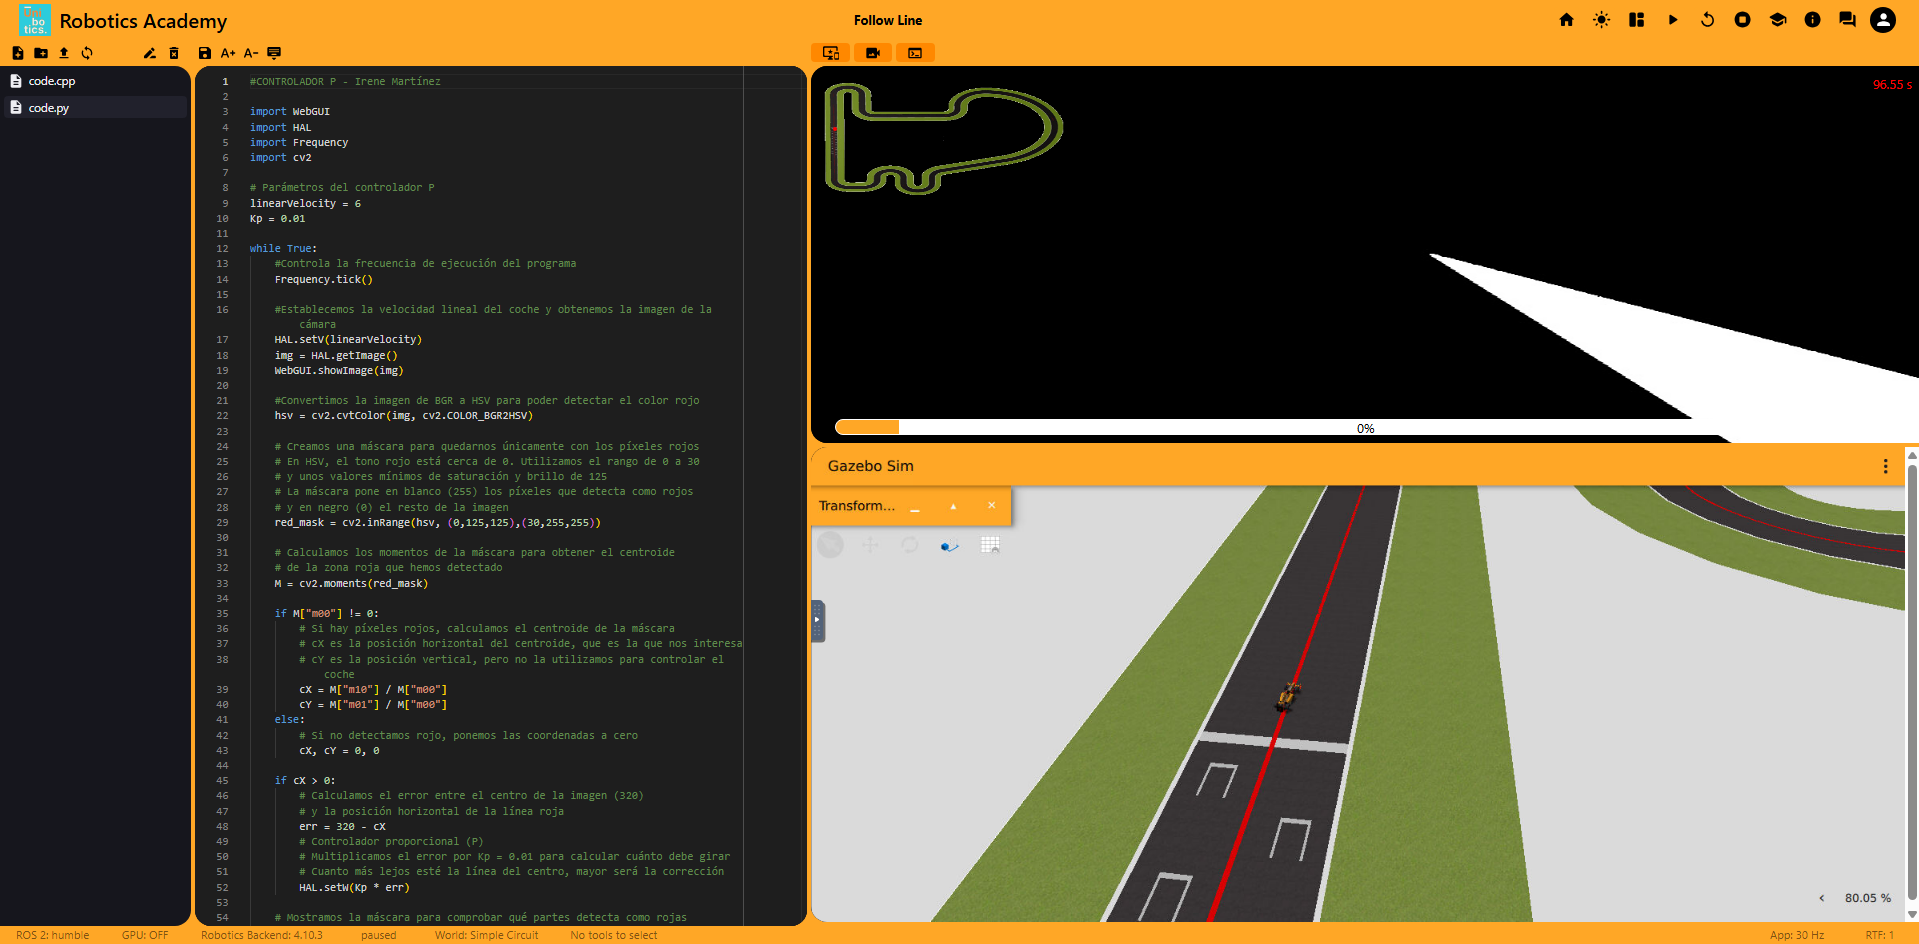 bo
tics.
Robotics Academy
Follow Line
A+
A-
code.cpp
code.py
1 #CONTROLADOR P - Irene Martínez
2
3 import WebGUI
4 import HAL
5 import Frequency
6 import cv2
7
8 # Parámetros del controlador P
9 linearVelocity = 6
10 Kp = 0.01
11
12 while True:
13 #Controla la frecuencia de ejecución del programa
14 Frequency.tick()
15
16 #Establecemos la velocidad lineal del coche y obtenemos la imagen de la
cámara
17 HAL.setV(linearVelocity)
18 img = HAL.getImage()
19 WebGUI.showImage(img)
20
21 #Convertimos la imagen de BGR a HSV para poder detectar el color rojo
22 hsv = cv2.cvtColor(img, cv2.COLOR_BGR2HSV)
23
24 # Creamos una máscara para quedarnos únicamente con los píxeles rojos
25 # En HSV, el tono rojo está cerca de 0. Utilizamos el rango de 0 a 30
26 # y unos valores mínimos de saturación y brillo de 125
27 # La máscara pone en blanco (255) los píxeles que detecta como rojos
28 # y en negro (0) el resto de la imagen
29 red_mask = cv2.inRange(hsv, (0,125,125),(30,255,255))
30
31 # Calculamos los momentos de la máscara para obtener el centroide
32 # de la zona roja que hemos detectado
33 M = cv2.moments(red_mask)
34
35 if M["m00"] != 0:
36 # Si hay píxeles rojos, calculamos el centroide de la máscara
37 # cX es la posición horizontal del centroide, que es la que nos interesa
38 # cY es la posición vertical, pero no la utilizamos para controlar el
coche
39 cX = M["m10"] / M["m00"]
40 cY = M["m01"] / M["m00"]
41 else:
42 # Si no detectamos rojo, ponemos las coordenadas a cero
43 cX, cY = 0, 0
44
45 if cX > 0:
46 # Calculamos el error entre el centro de la imagen (320)
47 # y la posición horizontal de la línea roja
48 err = 320 - cX
49 # Controlador proporcional (P)
50 # Multiplicamos el error por Kp = 0.01 para calcular cuánto debe girar
51 # Cuanto más lejos esté la línea del centro, mayor será la corrección
52 HAL.setW(Kp * err)
53
54 # Mostramos la máscara para comprobar qué partes detecta como rojas
96.55 s
0%
Gazebo Sim
Transform...
80.05 %
ROS 2: humble
GPU: OFF
Robotics Backend: 4.10.3
paused
World: Simple Circuit
No tools to select
App: 30 Hz
RTF: 1